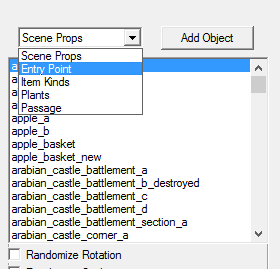 Scene Props
Add Object
Scene Props
Entry Point
Item Kinds
Plants
Passage
apple_a
apple_b
apple_basket
apple_basket_new
arabian_castle_battlement_a
arabian_castle_battlement_b_destroyed
arabian_castle_battlement_c
arabian_castle_battlement_d
arabian_castle_battlement_section_a
arabian_castle_corner_a
Randomize Rotation